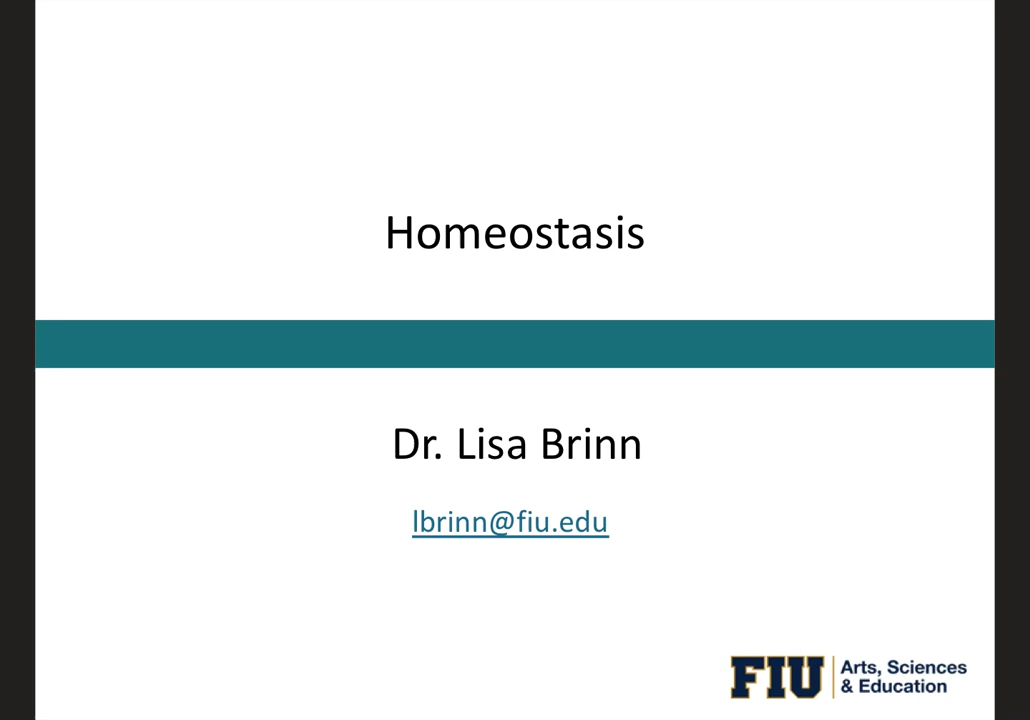 Homeostasis
Dr. Lisa Brinn
lbrinn@fiu.edu
FIU Arts, Sciences
& Education